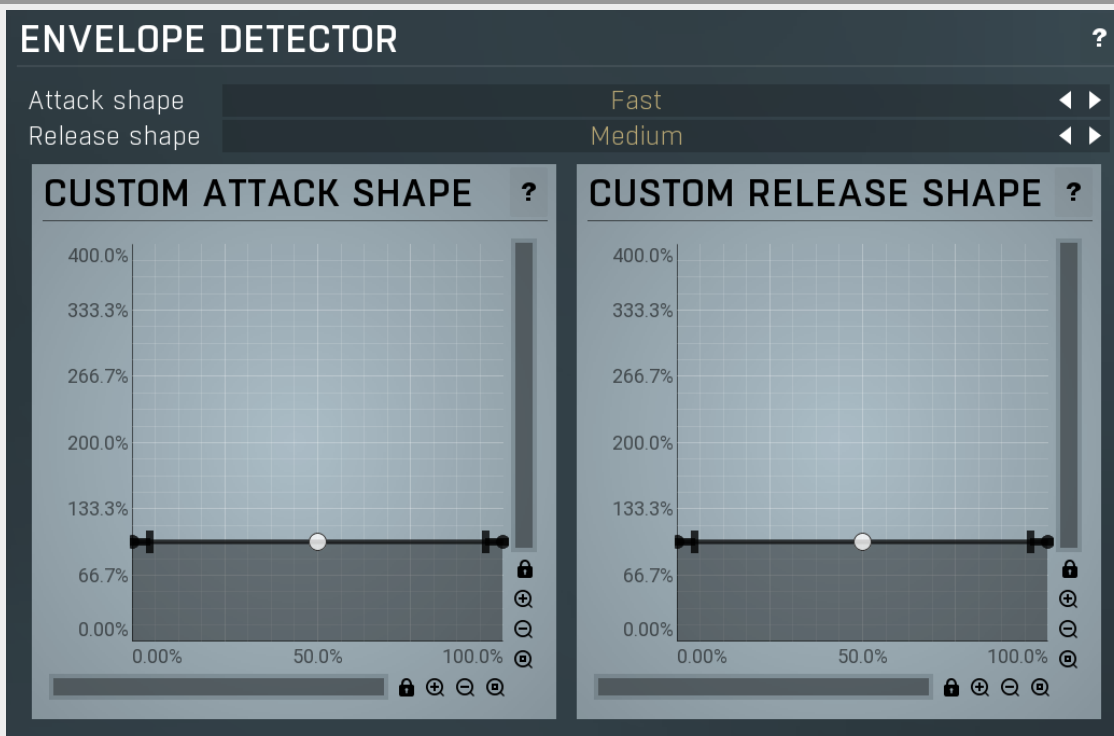 ENVELOPE DETECTOR ?
Attack shape Fast
Release shape Medium
CUSTOM ATTACK SHAPE ?
400.0%
333.3%
266.7%
200.0%
133.3%
66.7%
0.00%
0.00% 50.0% 100.0%
CUSTOM RELEASE SHAPE ?
400.0%
333.3%
266.7%
200.0%
133.3%
66.7%
0.00%
0.00% 50.0% 100.0%